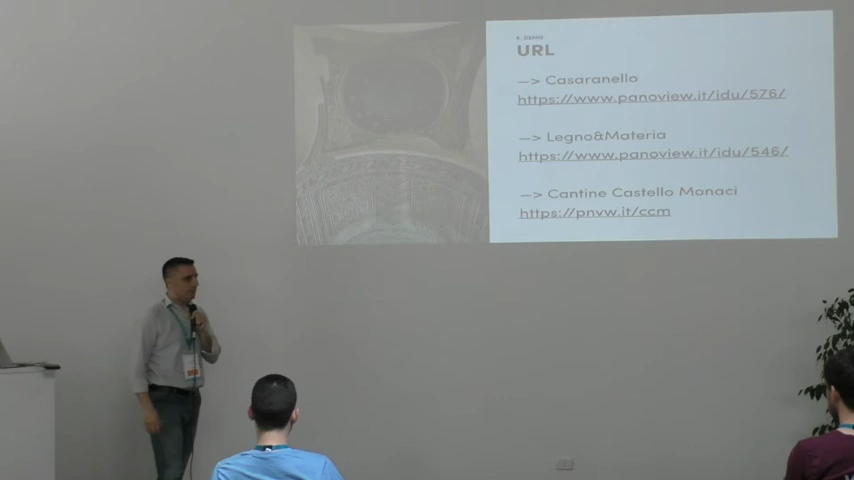 URL
—> Casaranello
https://www.panoview.it/idu/576/
—> Legno&Materia
https://www.panoview.it/idu/546/
—> Cantine Castello Monaci
https://pnvw.it/ccm